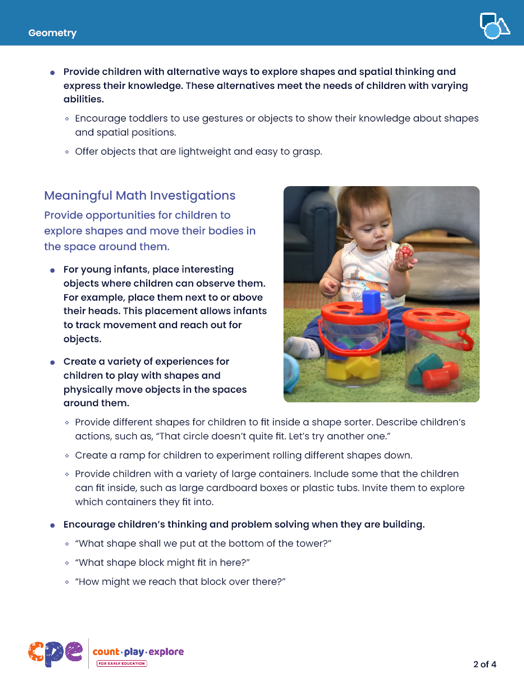 Geometry
• Provide children with alternative ways to explore shapes and spatial thinking and
express their knowledge. These alternatives meet the needs of children with varying
abilities.
◦ Encourage toddlers to use gestures or objects to show their knowledge about shapes
and spatial positions.
◦ Offer objects that are lightweight and easy to grasp.
Meaningful Math Investigations
Provide opportunities for children to
explore shapes and move their bodies in
the space around them.
• For young infants, place interesting
objects where children can observe them.
For example, place them next to or above
their heads. This placement allows infants
to track movement and reach out for
objects.
• Create a variety of experiences for
children to play with shapes and
physically move objects in the spaces
around them.
◦ Provide different shapes for children to fit inside a shape sorter. Describe children's
actions, such as, "That circle doesn't quite fit. Let's try another one."
◦ Create a ramp for children to experiment rolling different shapes down.
◦ Provide children with a variety of large containers. Include some that the children
can fit inside, such as large cardboard boxes or plastic tubs. Invite them to explore
which containers they fit into.
• Encourage children's thinking and problem solving when they are building.
◦ "What shape shall we put at the bottom of the tower?"
◦ "What shape block might fit in here?"
◦ "How might we reach that block over there?"
cpe
count·play·explore
FOR EARLY EDUCATION
2 of 4